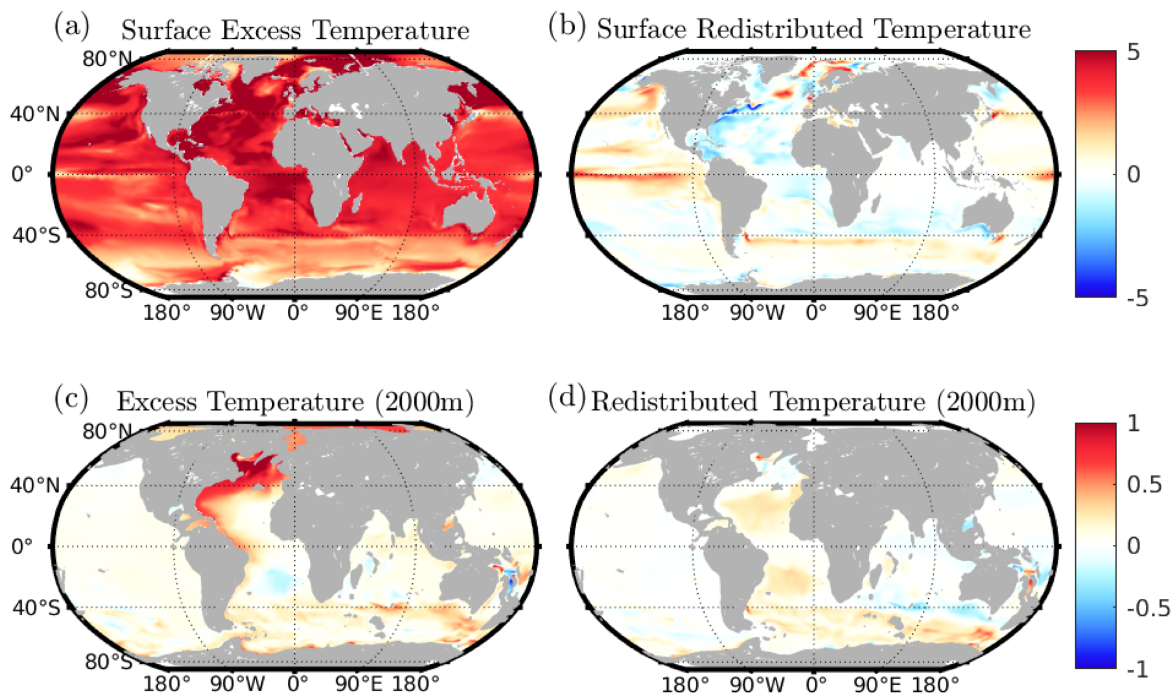 (a) Surface Excess Temperature
(b) Surface Redistributed Temperature
80°N
40°N
0°
40°S
80°S
180° 90°W 0° 90°E 180°
180° 90°W 0° 90°E 180°
5
0
-5
(c) Excess Temperature (2000m)
(d) Redistributed Temperature (2000m)
80°N
40°N
0°
40°S
80°S
180° 90°W 0° 90°E 180°
180° 90°W 0° 90°E 180°
1
0.5
0
-0.5
-1